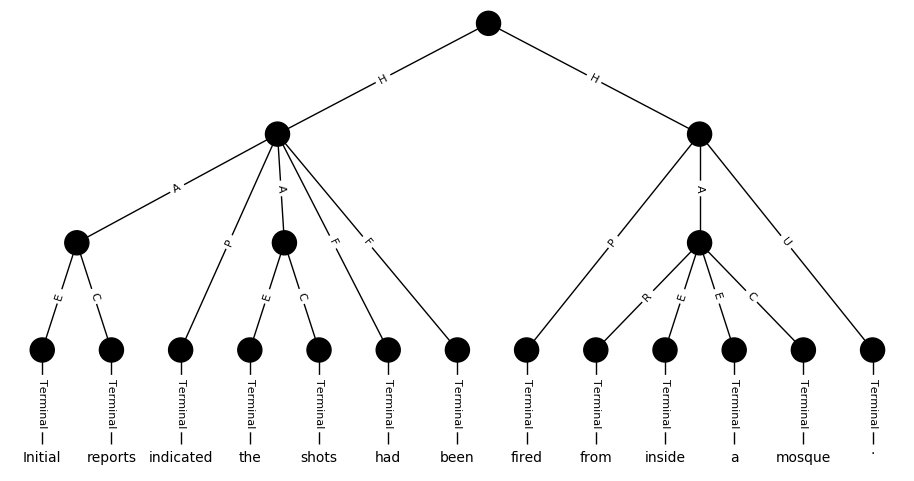 H H
A P A F F P A U
E C E C R E E C
Terminal Terminal Terminal Terminal Terminal Terminal Terminal Terminal Terminal Terminal Terminal Terminal Terminal
Initial reports indicated the shots had been fired from inside a mosque .